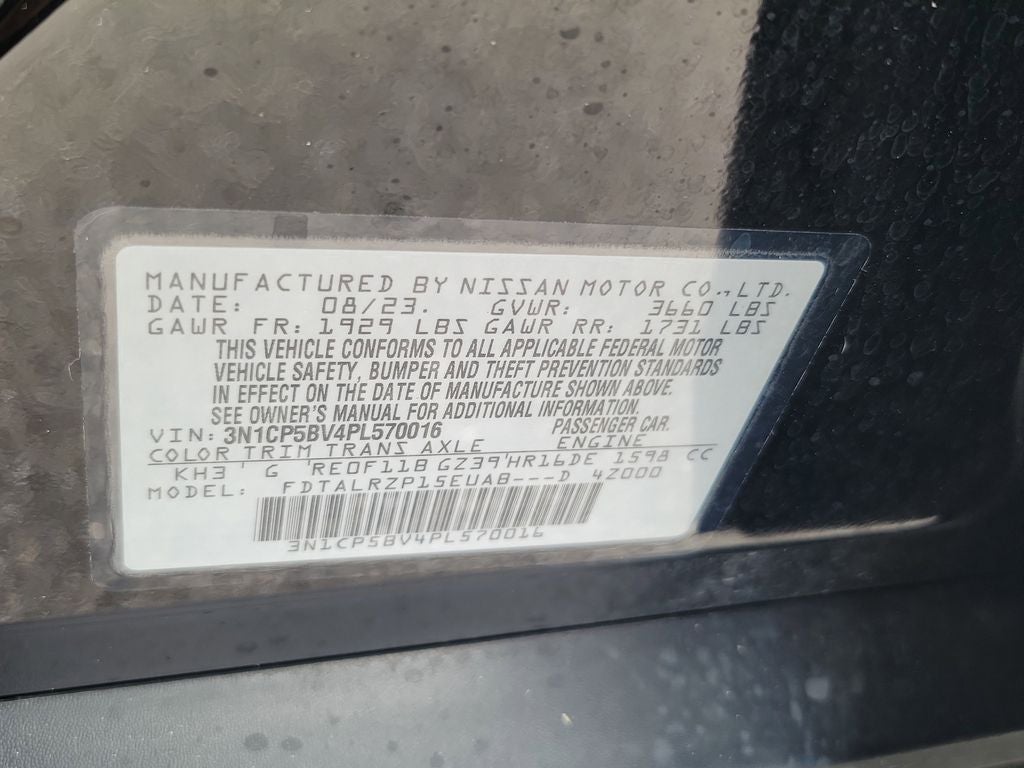 MANUFACTURED BY NISSAN MOTOR CO., LTD.
DATE: 08/23. GVWR: 3660 LBS
GAWR FR: 1929 LBS GAWR RR: 1731 LBS
THIS VEHICLE CONFORMS TO ALL APPLICABLE FEDERAL MOTOR
VEHICLE SAFETY, BUMPER AND THEFT PREVENTION STANDARDS
IN EFFECT ON THE DATE OF MANUFACTURE SHOWN ABOVE.
SEE OWNER'S MANUAL FOR ADDITIONAL INFORMATION.
VIN: 3N1CP5BV4PL570016 PASSENGER CAR.
COLOR TRIM TRANS AXLE ENGINE
KH3 ' G 'RE0F11B GZ39'HR16DE 1598 CC
MODEL: FDTALRZP15EUAB---D 4Z000
3N1CP5BV4PL570016